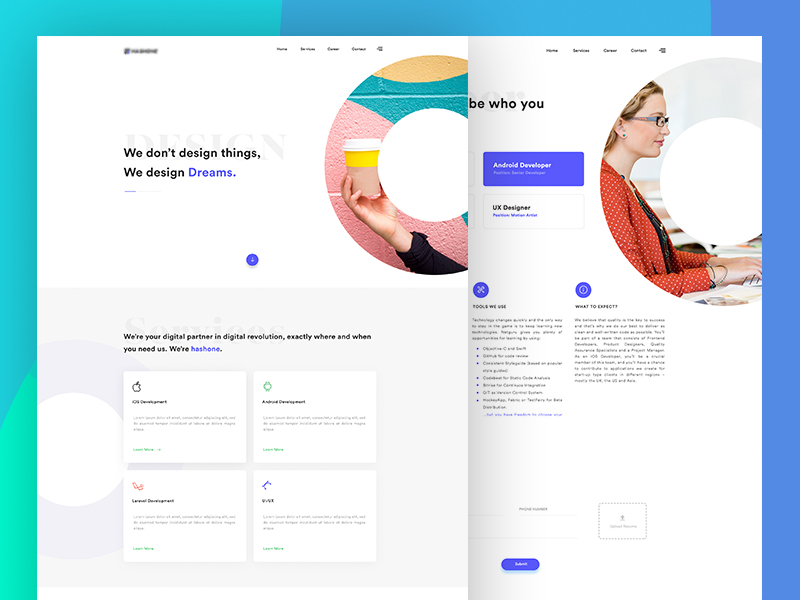 Home Services Career Contact
DESIGN
We don't design things,
We design Dreams.
Services
We're your digital partner in digital revolution, exactly where and when
you need us. We're hashone.
iOS Development
Lorem ipsum dolor sit amet, consectetur adipiscing elit, sed
do eiusmod tempor incididunt ut labore et dolore magna
aliqua.
Learn More
Android Development
Lorem ipsum dolor sit amet, consectetur adipiscing elit, sed
do eiusmod tempor incididunt ut labore et dolore magna
aliqua.
Learn More
Laravel Development
Lorem ipsum dolor sit amet, consectetur adipiscing elit, sed
do eiusmod tempor incididunt ut labore et dolore magna
aliqua.
Learn More
UI/UX
Lorem ipsum dolor sit amet, consectetur adipiscing elit, sed
do eiusmod tempor incididunt ut labore et dolore magna
aliqua.
Learn More
Home Services Career Contact
be who you
Android Developer
Position: Senior Developer
UX Designer
Position: Motion Artist
TOOLS WE USE
Technology changes quickly and the only way
to stay in the game is to keep learning new
technologies. Netguru gives you plenty of
opportunities for learning by using:
Objective-C and Swift
GitHub for code review
Consistent Styleguide (based on popular
style guides)
Codebeat for Static Code Analysis
Bitrise for Continues Integration
GIT as Version Control System
HockeyApp, Fabric or TestFairy for Beta
Distribution
...but you have freedom to choose your
WHAT TO EXPECT?
We believe that quality is the key to success
and that's why we do our best to deliver as
clean and well-written code as possible. You'll
be part of a team that consists of Frontend
Developers, Product Designers, Quality
Assurance Specialists and a Project Manager.
As an iOS Developer, you'll be a crucial
member of this team, and you'll have a chance
to contribute to applications we create for
start-up type clients in different regions –
mostly the UK, the US and Asia.
PHONE NUMBER
Upload Resume
Submit